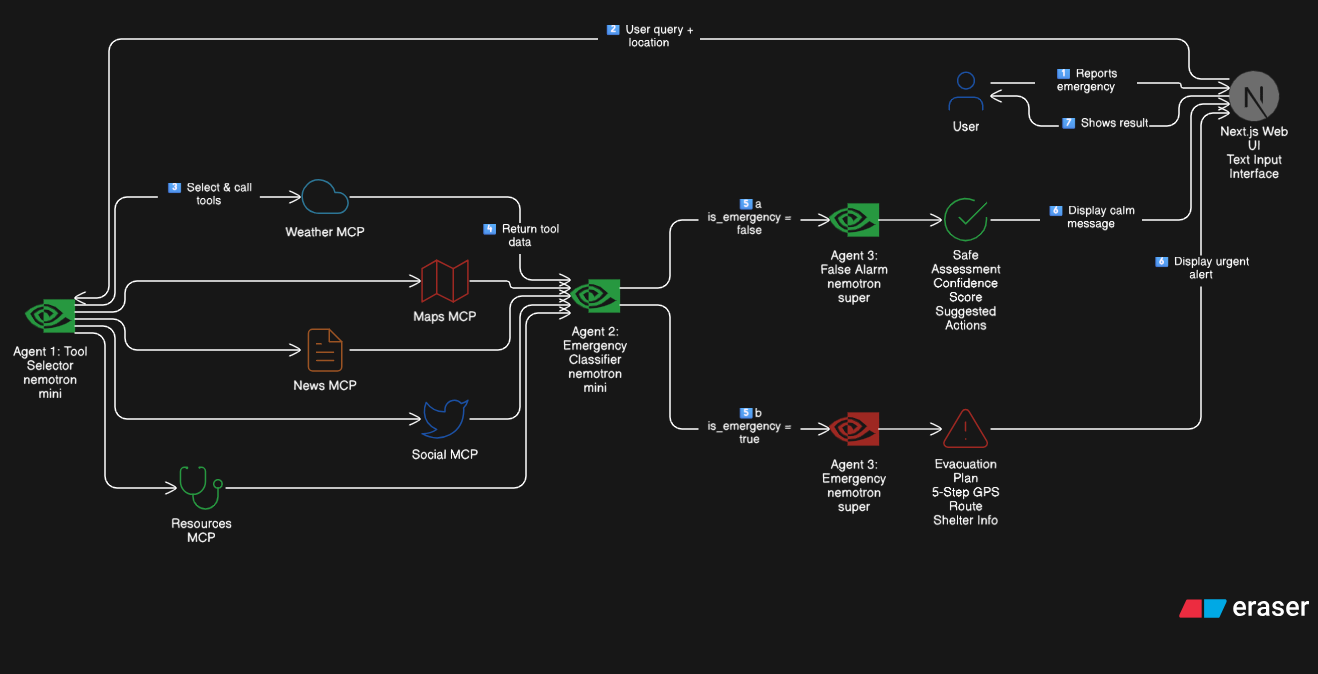 2 User query +
location
1 Reports
emergency
7 Shows result
User
N
Next.js Web
UI
Text Input
Interface
3 Select & call
tools
Weather MCP
4 Return tool
data
Maps MCP
News MCP
Social MCP
Resources
MCP
Agent 1: Tool
Selector
nemotron
mini
Agent 2:
Emergency
Classifier
nemotron
mini
5 a
is_emergency =
false
Agent 3:
False Alarm
nemotron
super
Safe
Assessment
Confidence
Score
Suggested
Actions
6 Display calm
message
6 Display urgent
alert
5 b
is_emergency =
true
Agent 3:
Emergency
nemotron
super
Evacuation
Plan
5-Step GPS
Route
Shelter Info
eraser